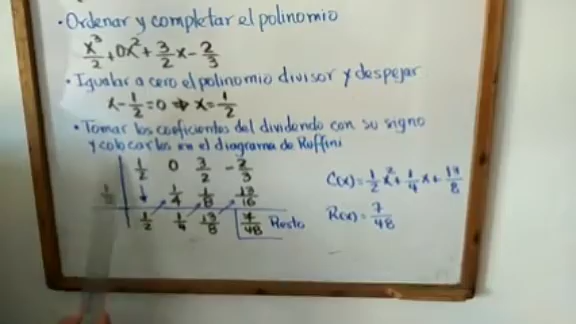 • Ordenar y completar el polinomio
x³/2 + 0x² + 3/2 x - 2/3
• Igualar a cero el polinomio divisor y despejar
x - 1/2 = 0 ⇒ x = 1/2
• Tomar los coeficientes del dividendo con su signo
y colocarlos en el diagrama de Ruffini
1/2 0 3/2 - 2/3
1/2 ↓ 1/4 1/8 13/16
1/2 1/4 13/8 7/48 Resto
C(x) = 1/2 x² + 1/4 x + 13/8
R(x) = 7/48